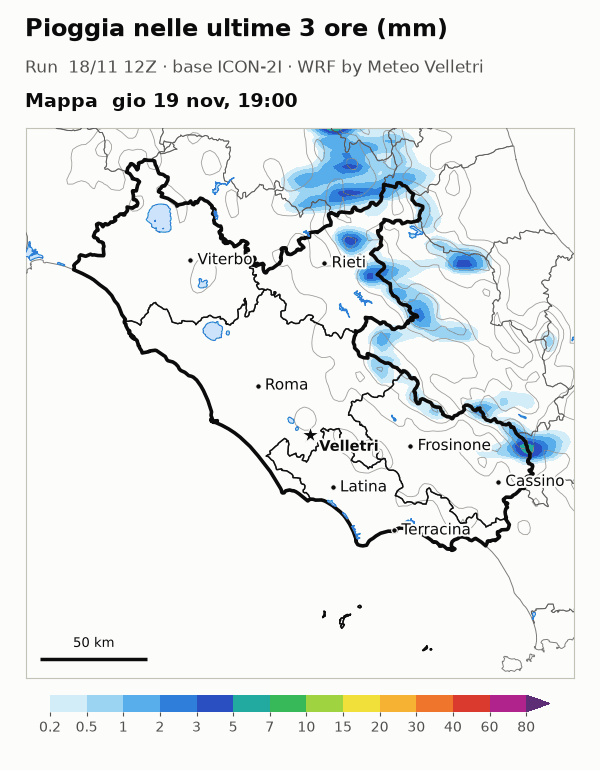 Pioggia nelle ultime 3 ore (mm)
Run  18/11 12Z · base ICON-2I · WRF by Meteo Velletri
Mappa  gio 19 nov, 19:00
Viterbo
Rieti
Roma
Velletri
Frosinone
Latina
Cassino
Terracina
50 km
0.2 0.5 1 2 3 5 7 10 15 20 30 40 60 80